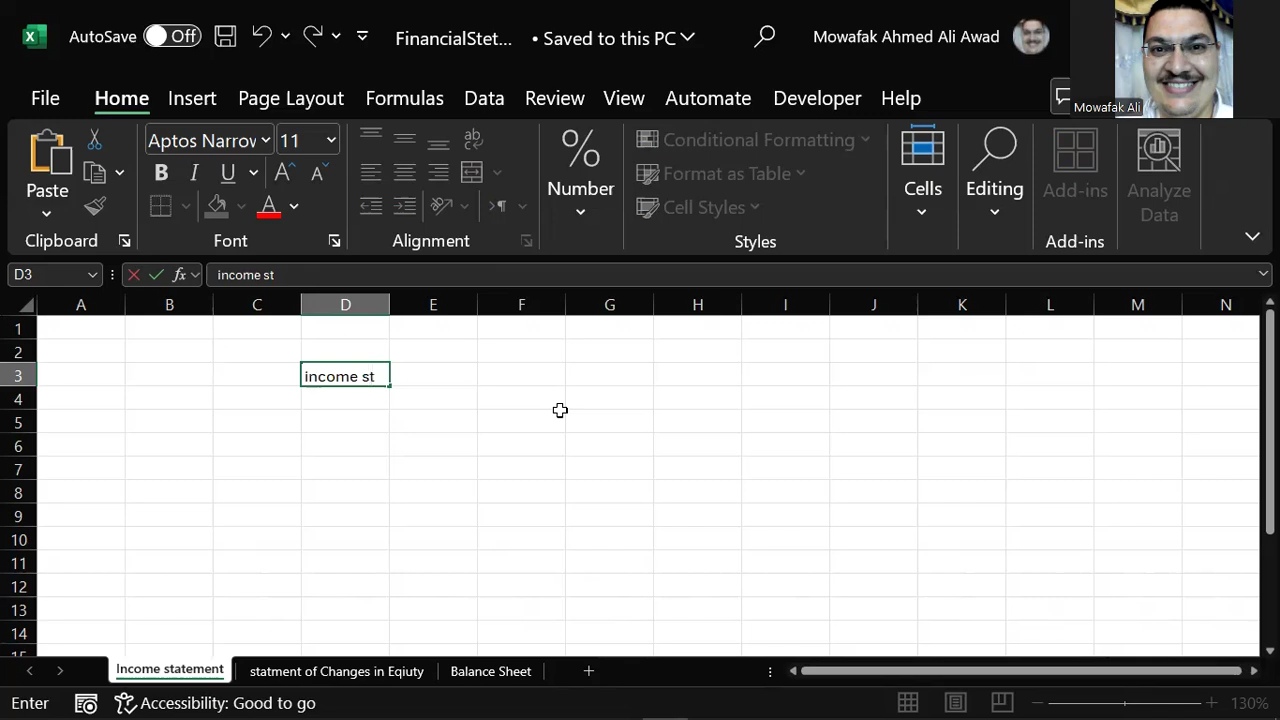 AutoSave Off FinancialStet... • Saved to this PC Mowafak Ahmed Ali Awad
Mowafak Ali
File Home Insert Page Layout Formulas Data Review View Automate Developer Help
Paste
Aptos Narrow 11
Number
Conditional Formatting
Format as Table
Cell Styles
Cells
Editing
Add-ins
Analyze
Data
Clipboard Font Alignment Styles Add-ins
D3 fx income st
A B C D E F G H I J K L M N
1
2
3 income st
4
5
6
7
8
9
10
11
12
13
14
15
Income statement statment of Changes in Eqiuty Balance Sheet
Enter Accessibility: Good to go 130%